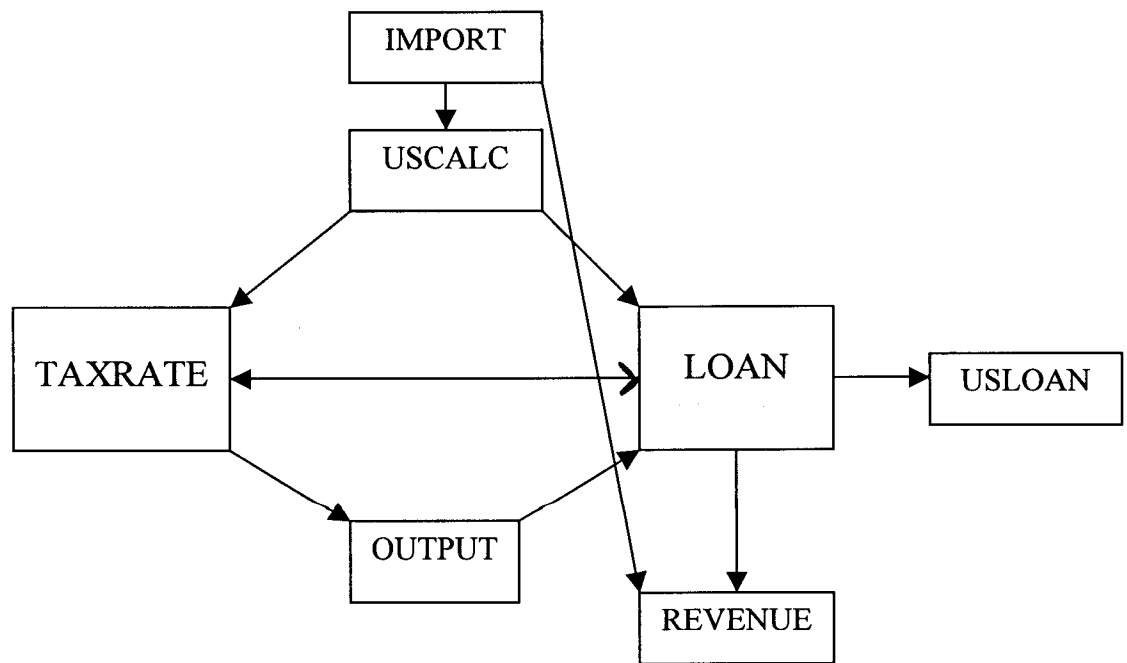 IMPORT
USCALC
TAXRATE
LOAN
USLOAN
OUTPUT
REVENUE